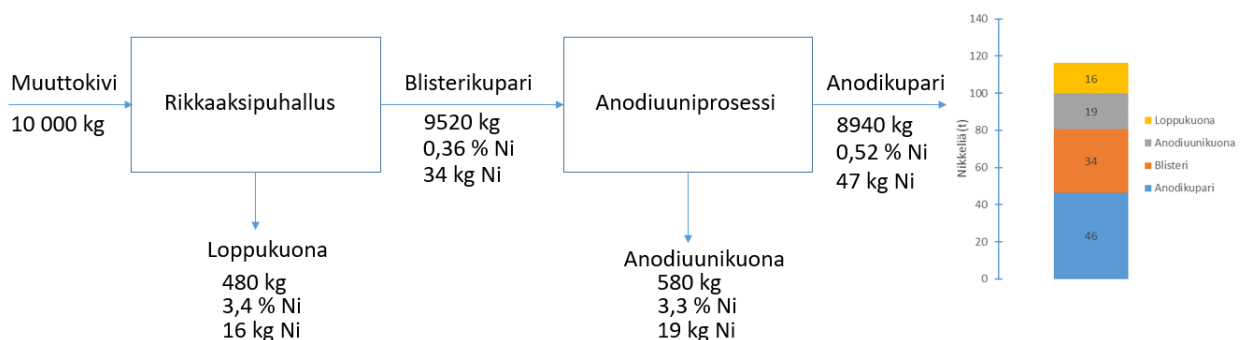 Muuttokivi
10 000 kg
Rikkaaksipuhallus
Blisterikupari
9520 kg
0,36 % Ni
34 kg Ni
Anodiuuniprosessi
Anodikupari
8940 kg
0,52 % Ni
47 kg Ni
Loppukuona
480 kg
3,4 % Ni
16 kg Ni
Anodiuunikuona
580 kg
3,3 % Ni
19 kg Ni
Nikkeliä (t)
140
120
100
80
60
40
20
0
16
19
34
46
Loppukuona
Anodiuunikuona
Blisteri
Anodikupari